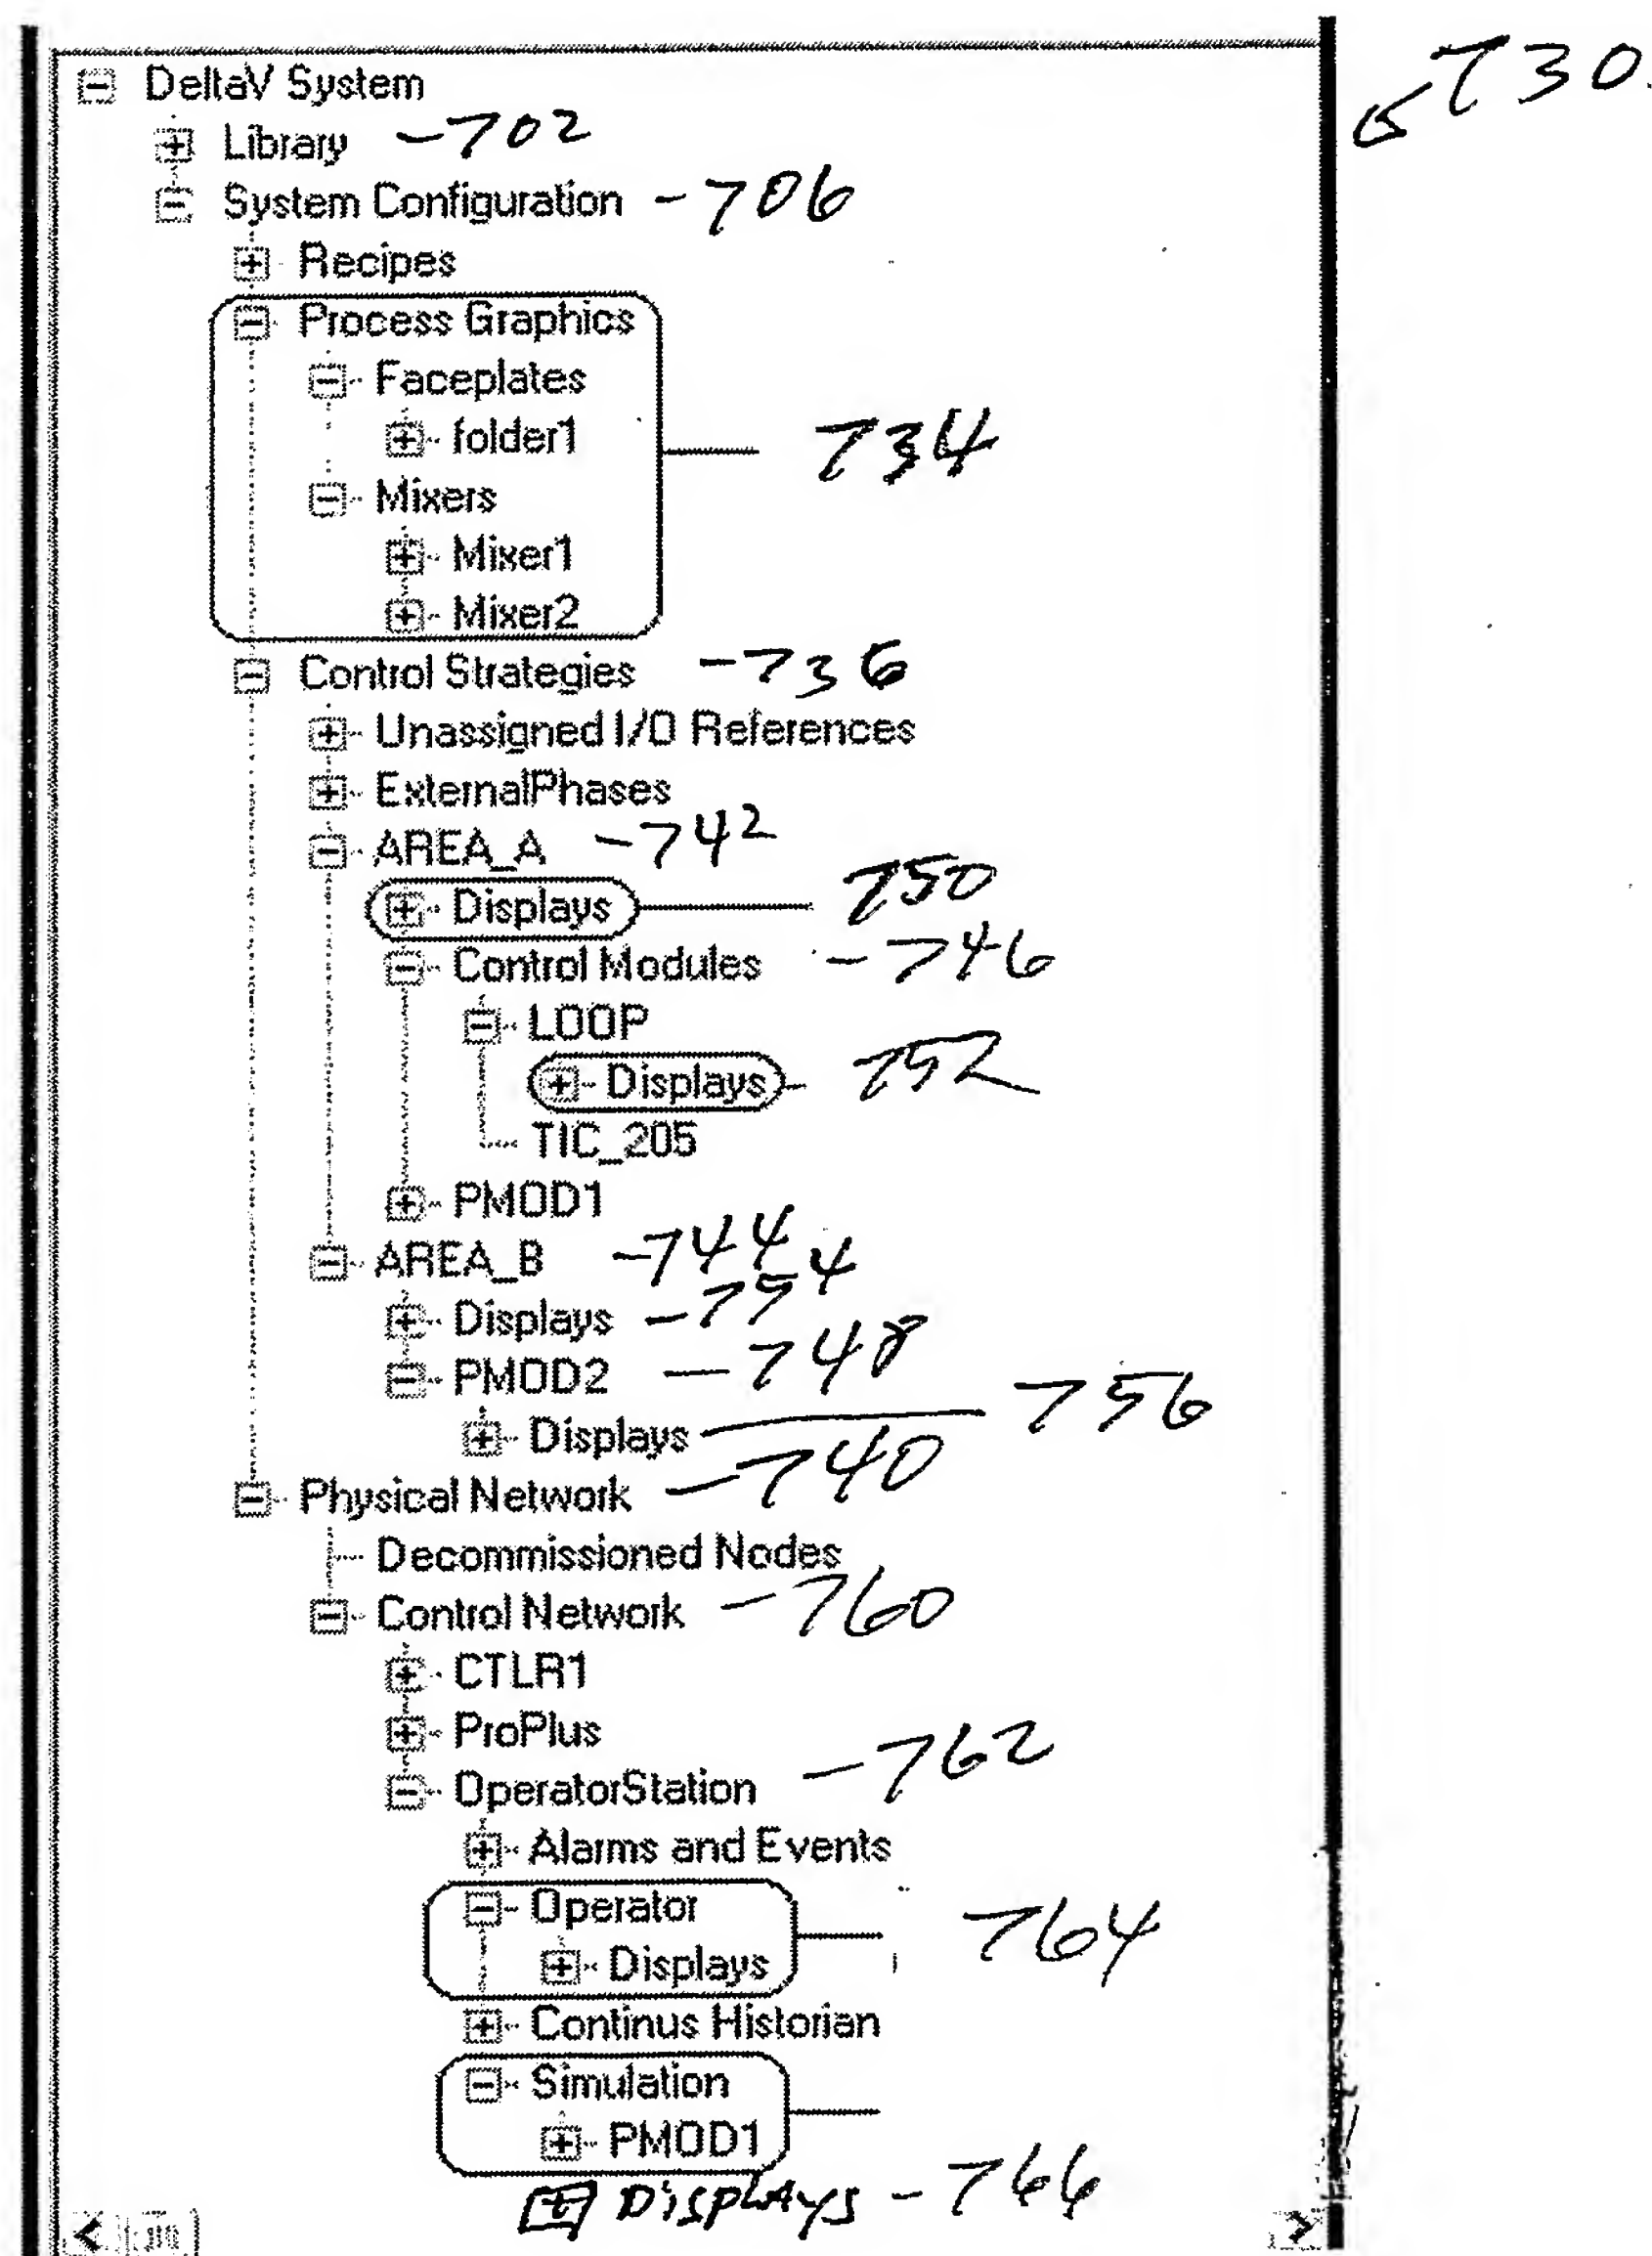 730
DeltaV System
Library -702
System Configuration -706
Recipes
Process Graphics
Faceplates
folder1
734
Mixers
Mixer1
Mixer2
Control Strategies -736
Unassigned I/O References
ExternalPhases
AREA_A -742
Displays 750
Control Modules -746
LOOP
Displays 752
TIC_205
PMOD1
AREA_B -744
Displays -754
PMOD2 -748
Displays 756
Physical Network -740
Decommissioned Nodes
Control Network -760
CTLR1
ProPlus
OperatorStation -762
Alarms and Events
Operator
764
Displays
Continus Historian
Simulation
PMOD1
DISPLAYS -766